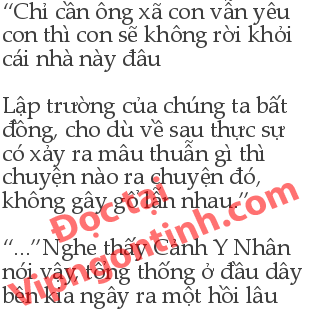 “Chỉ cần ông xã con vẫn yêu
con thì con sẽ không rời khỏi
cái nhà này đâu
Lập trường của chúng ta bất
đồng, cho dù về sau thực sự
có xảy ra mâu thuẫn gì thì
chuyện nào ra chuyện đó,
không gây gổ lẫn nhau.”
“...”Nghe thấy Cảnh Y Nhân
nói vậy, tổng thống ở đầu dây
bên kia ngây ra một hồi lâu
Đọc tại
Vipngontinh.com